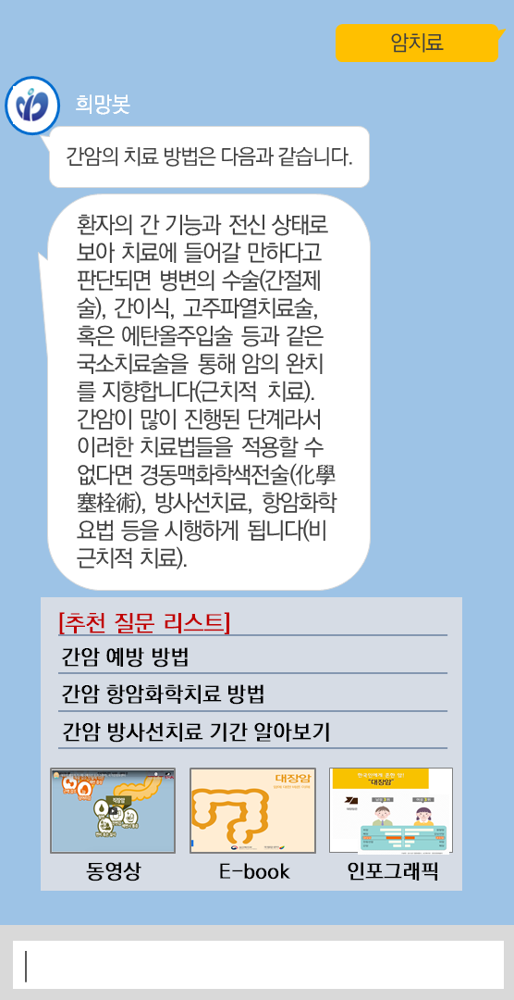 암치료
희망봇
간암의 치료 방법은 다음과 같습니다.
환자의 간 기능과 전신 상태로
보아 치료에 들어갈 만하다고
판단되면 병변의 수술(간절제
술), 간이식, 고주파열치료술,
혹은 에탄올주입술 등과 같은
국소치료술을 통해 암의 완치
를 지향합니다(근치적 치료).
간암이 많이 진행된 단계라서
이러한 치료법들을 적용할 수
없다면 경동맥화학색전술(化學
塞栓術), 방사선치료, 항암화학
요법 등을 시행하게 됩니다(비
근치적 치료).
[추천 질문 리스트]
간암 예방 방법
간암 항암화학치료 방법
간암 방사선치료 기간 알아보기
직장암
대장암
한국인에게 흔한 암!
"대장암"
동영상
E-book
인포그래픽